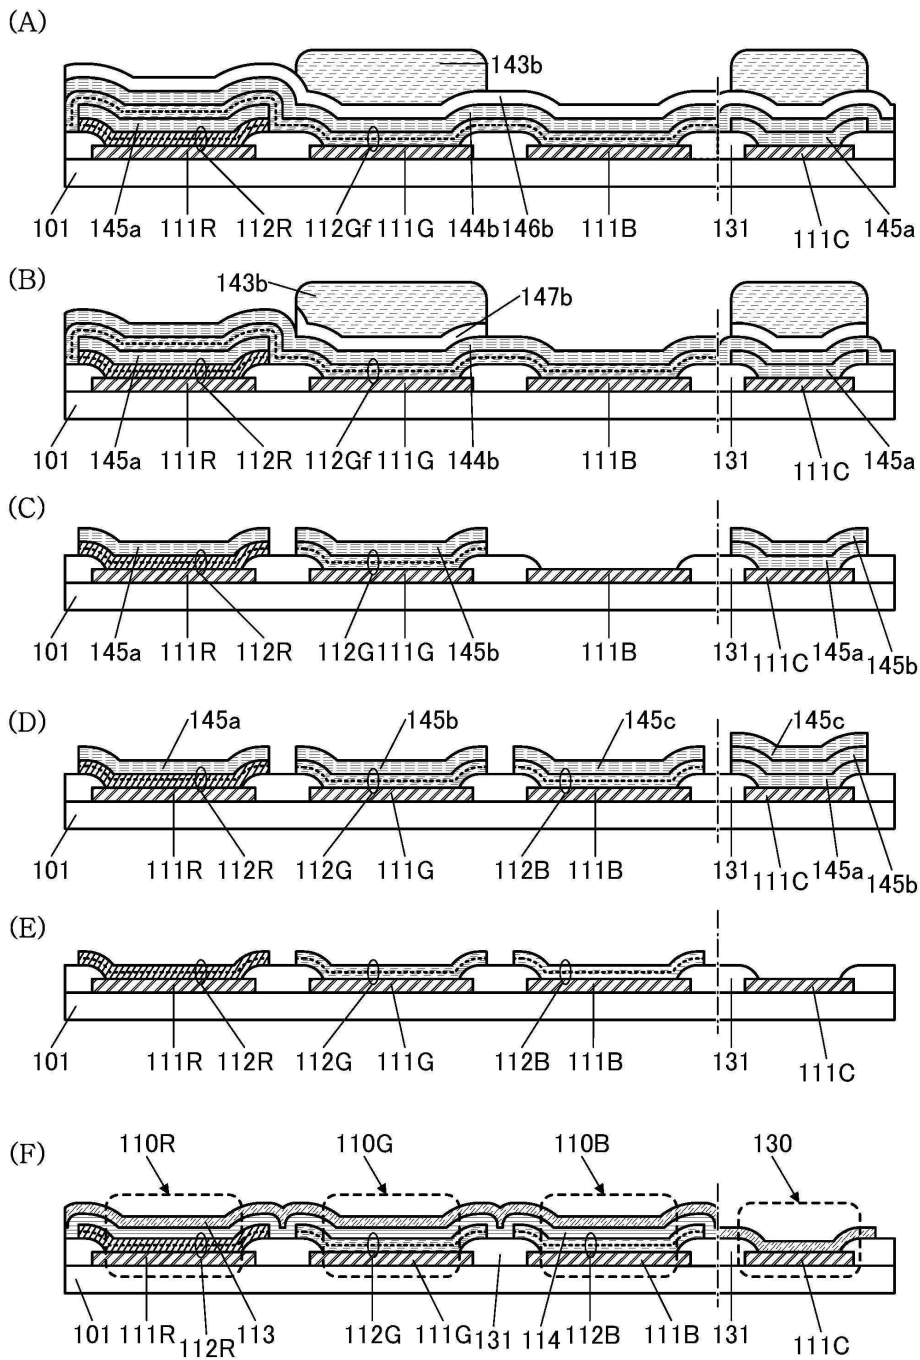 (A)
143b
101 145a 111R 112R 112Gf 111G 144b 146b 111B 131 111C 145a
(B)
143b 147b
101 145a 111R 112R 112Gf 111G 144b 111B 131 111C 145a
(C)
101 145a 111R 112R 112G 111G 145b 111B 131 111C 145a 145b
(D)
145a 145b 145c 145c
101 111R 112R 112G 111G 112B 111B 131 111C 145a 145b
(E)
101 111R 112R 112G 111G 112B 111B 131 111C
(F)
110R 110G 110B 130
101 111R 112R 113 112G 111G 131 114 112B 111B 131 111C